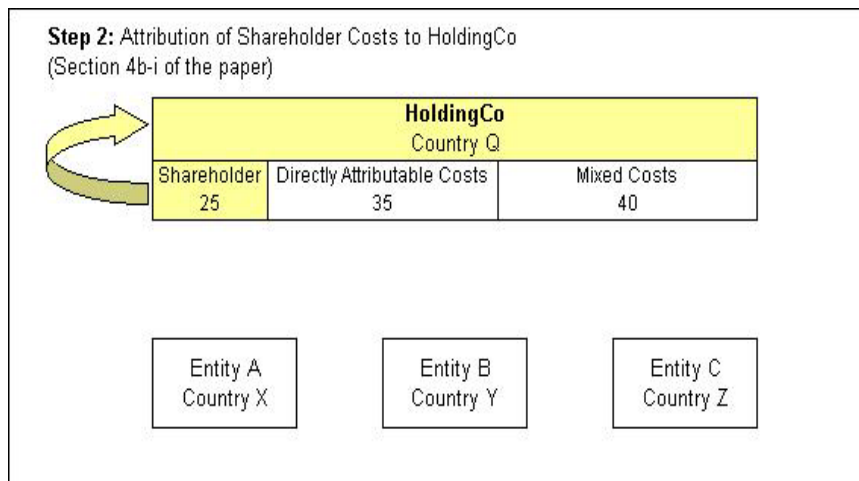 Step 2: Attribution of Shareholder Costs to HoldingCo
(Section 4b-i of the paper)
HoldingCo
Country Q
Shareholder
25
Directly Attributable Costs
35
Mixed Costs
40
Entity A
Country X
Entity B
Country Y
Entity C
Country Z